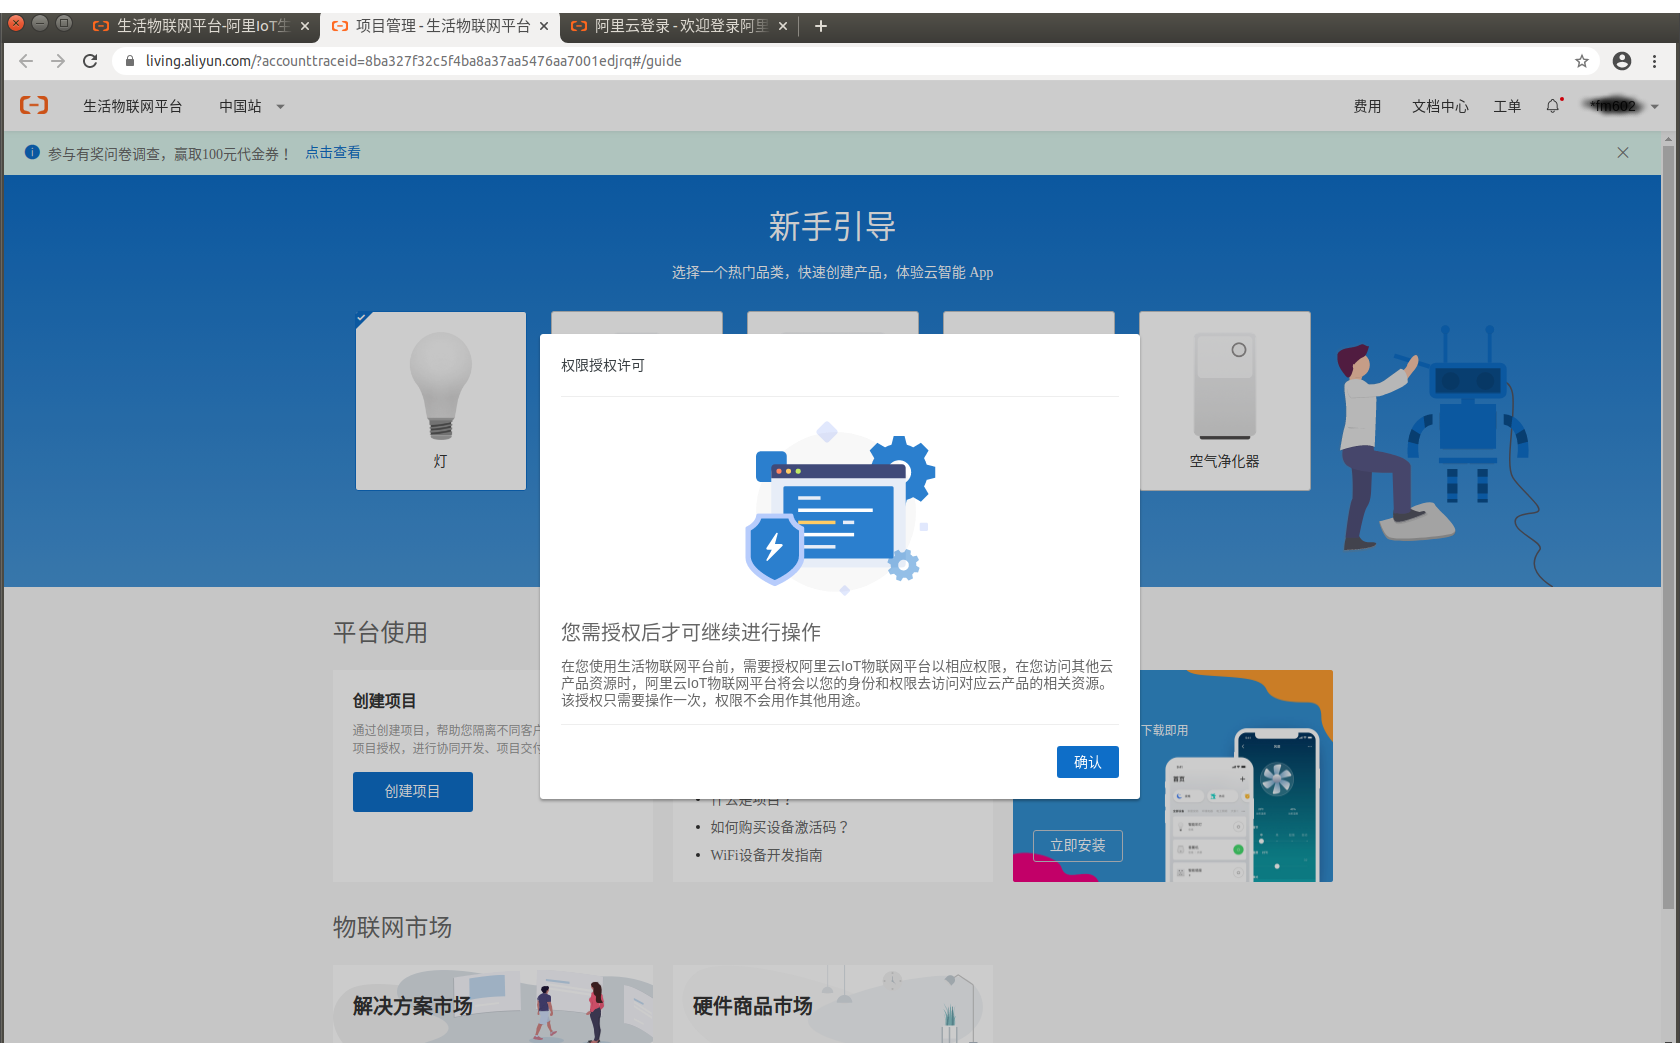 生活物联网平台-阿里IoT生
项目管理 - 生活物联网平台
阿里云登录 - 欢迎登录阿里
living.aliyun.com/?accounttraceid=8ba327f32c5f4ba8a37aa5476aa7001edjrq#/guide
生活物联网平台 中国站 费用 文档中心 工单 *fm602
参与有奖问卷调查，赢取100元代金券！ 点击查看
新手引导
选择一个热门品类，快速创建产品，体验云智能 App
灯
空气净化器
权限授权许可
您需授权后才可继续进行操作
在您使用生活物联网平台前，需要授权阿里云IoT物联网平台以相应权限，在您访问其他云
产品资源时，阿里云IoT物联网平台将会以您的身份和权限去访问对应云产品的相关资源。
该授权只需要操作一次，权限不会用作其他用途。
确认
平台使用
创建项目
通过创建项目，帮助您隔离不同客户
项目授权，进行协同开发、项目交付
创建项目
什么是项目？
如何购买设备激活码？
WiFi设备开发指南
下载即用
立即安装
首页
物联网市场
解决方案市场
硬件商品市场